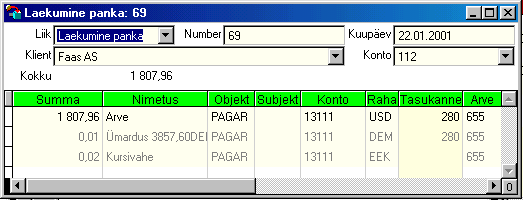 Laekumine panka: 69
Liik Laekumine panka Number 69 Kuupäev 22.01.2001
Klient Faas AS Konto 112
Kokku 1 807,96
Summa Nimetus Objekt Subjekt Konto Raha Tasukanne Arve
1 807,96 Arve PAGAR 13111 USD 280 655
0,01 Ümardus 3857,60DEI PAGAR 13111 DEM 280 655
0,02 Kursivahe PAGAR 13111 EEK 655
0